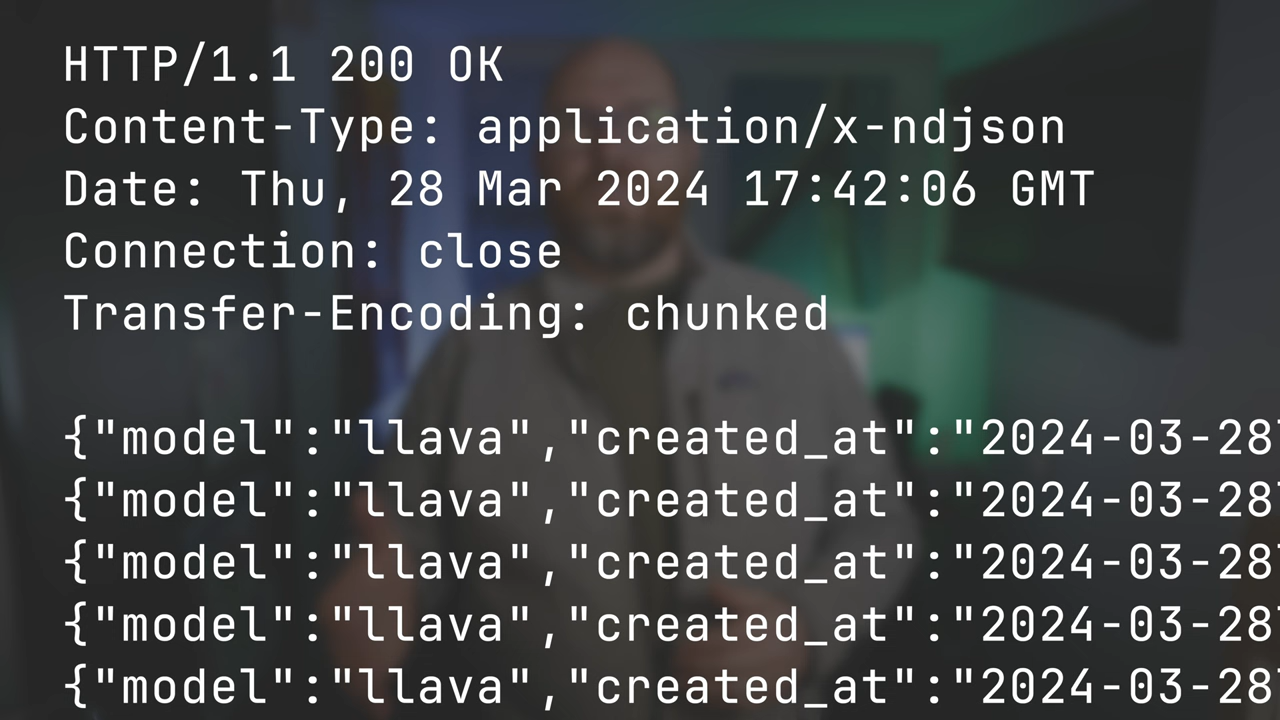 HTTP/1.1 200 OK
Content-Type: application/x-ndjson
Date: Thu, 28 Mar 2024 17:42:06 GMT
Connection: close
Transfer-Encoding: chunked
{"model":"llava","created_at":"2024-03-28
{"model":"llava","created_at":"2024-03-28
{"model":"llava","created_at":"2024-03-28
{"model":"llava","created_at":"2024-03-28
{"model":"llava","created_at":"2024-03-28